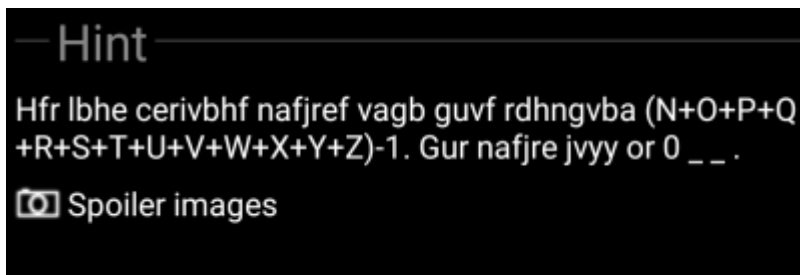 Hint
Hfr lbhe cerivbhf nafjref vagb guvf rdhngvba (N+O+P+Q
+R+S+T+U+V+W+X+Y+Z)-1. Gur nafjre jvyy or 0 _ _ .
Spoiler images